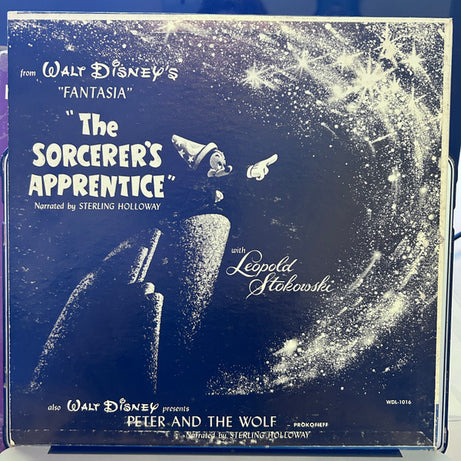 from WALT DISNEY'S
"FANTASIA"
"The
SORCERER'S
APPRENTICE"
Narrated by STERLING HOLLOWAY
with
Leopold
Stokowski
WDL-1016
also WALT DISNEY presents
PETER AND THE WOLF - PROKOFIEFF
Narrated by STERLING HOLLOWAY